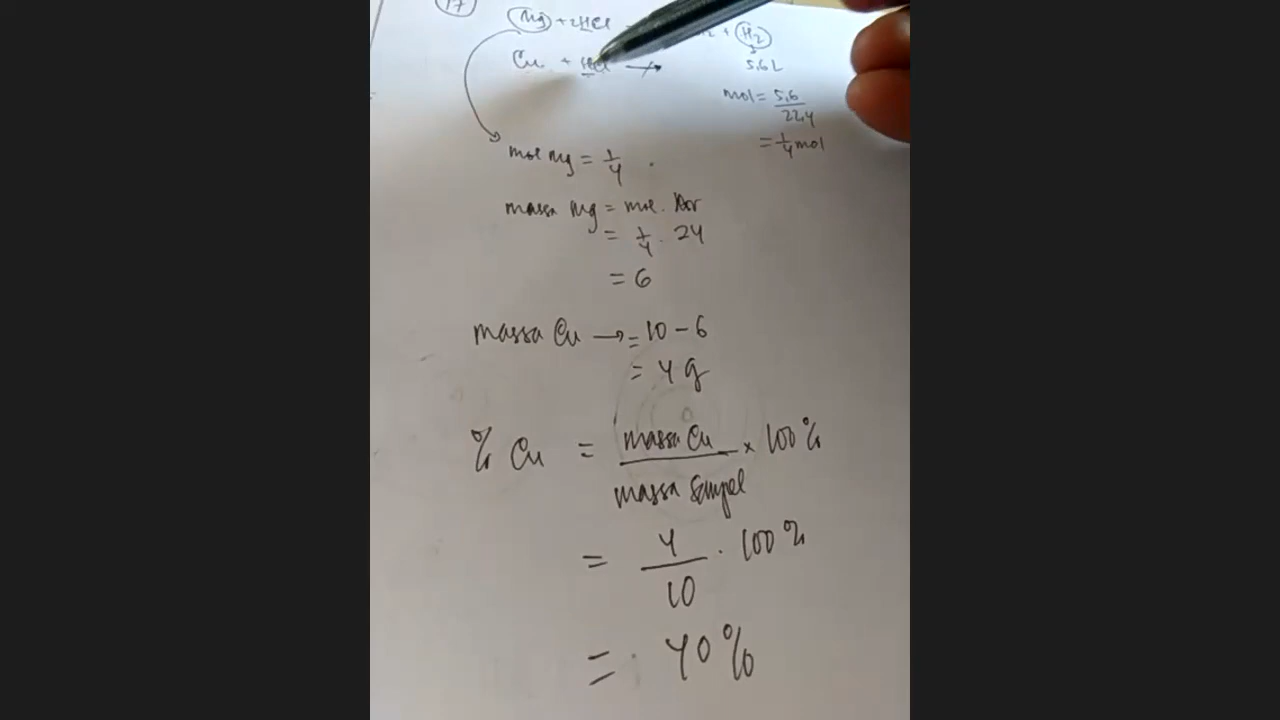 17
Mg + 2HCl + H2
Cu + HCl
5,6 L
mol = 5,6
22,4
= 1/4 mol
mol Mg = 1/4
massa Mg = mol . Ar
= 1/4 . 24
= 6
massa Cu → = 10 - 6
= 4 g
% Cu = massa Cu × 100%
massa Sampel
= 4 . 100%
10
= 40%